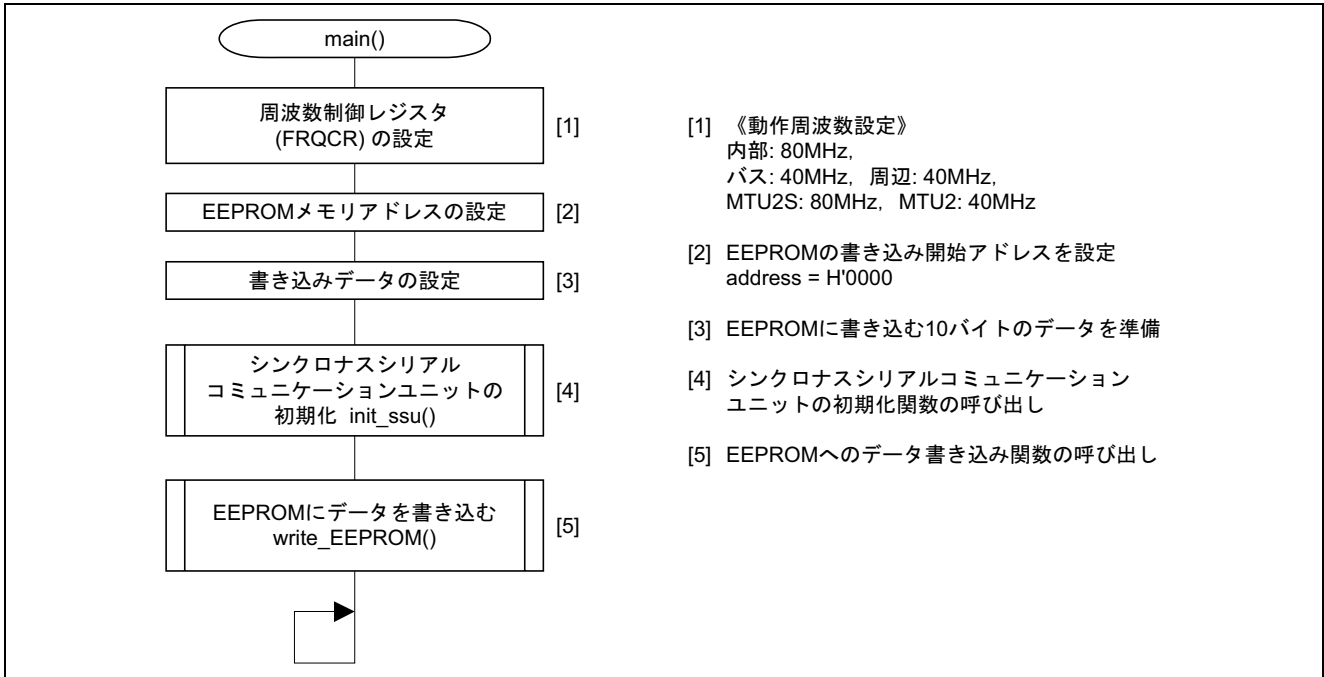 main()
周波数制御レジスタ
(FRQCR) の設定
[1]
EEPROMメモリアドレスの設定
[2]
書き込みデータの設定
[3]
シンクロナスシリアル
コミュニケーションユニットの
初期化 init_ssu()
[4]
EEPROMにデータを書き込む
write_EEPROM()
[5]
[1] 《動作周波数設定》
内部: 80MHz,
バス: 40MHz, 周辺: 40MHz,
MTU2S: 80MHz, MTU2: 40MHz
[2] EEPROMの書き込み開始アドレスを設定
address = H'0000
[3] EEPROMに書き込む10バイトのデータを準備
[4] シンクロナスシリアルコミュニケーション
ユニットの初期化関数の呼び出し
[5] EEPROMへのデータ書き込み関数の呼び出し